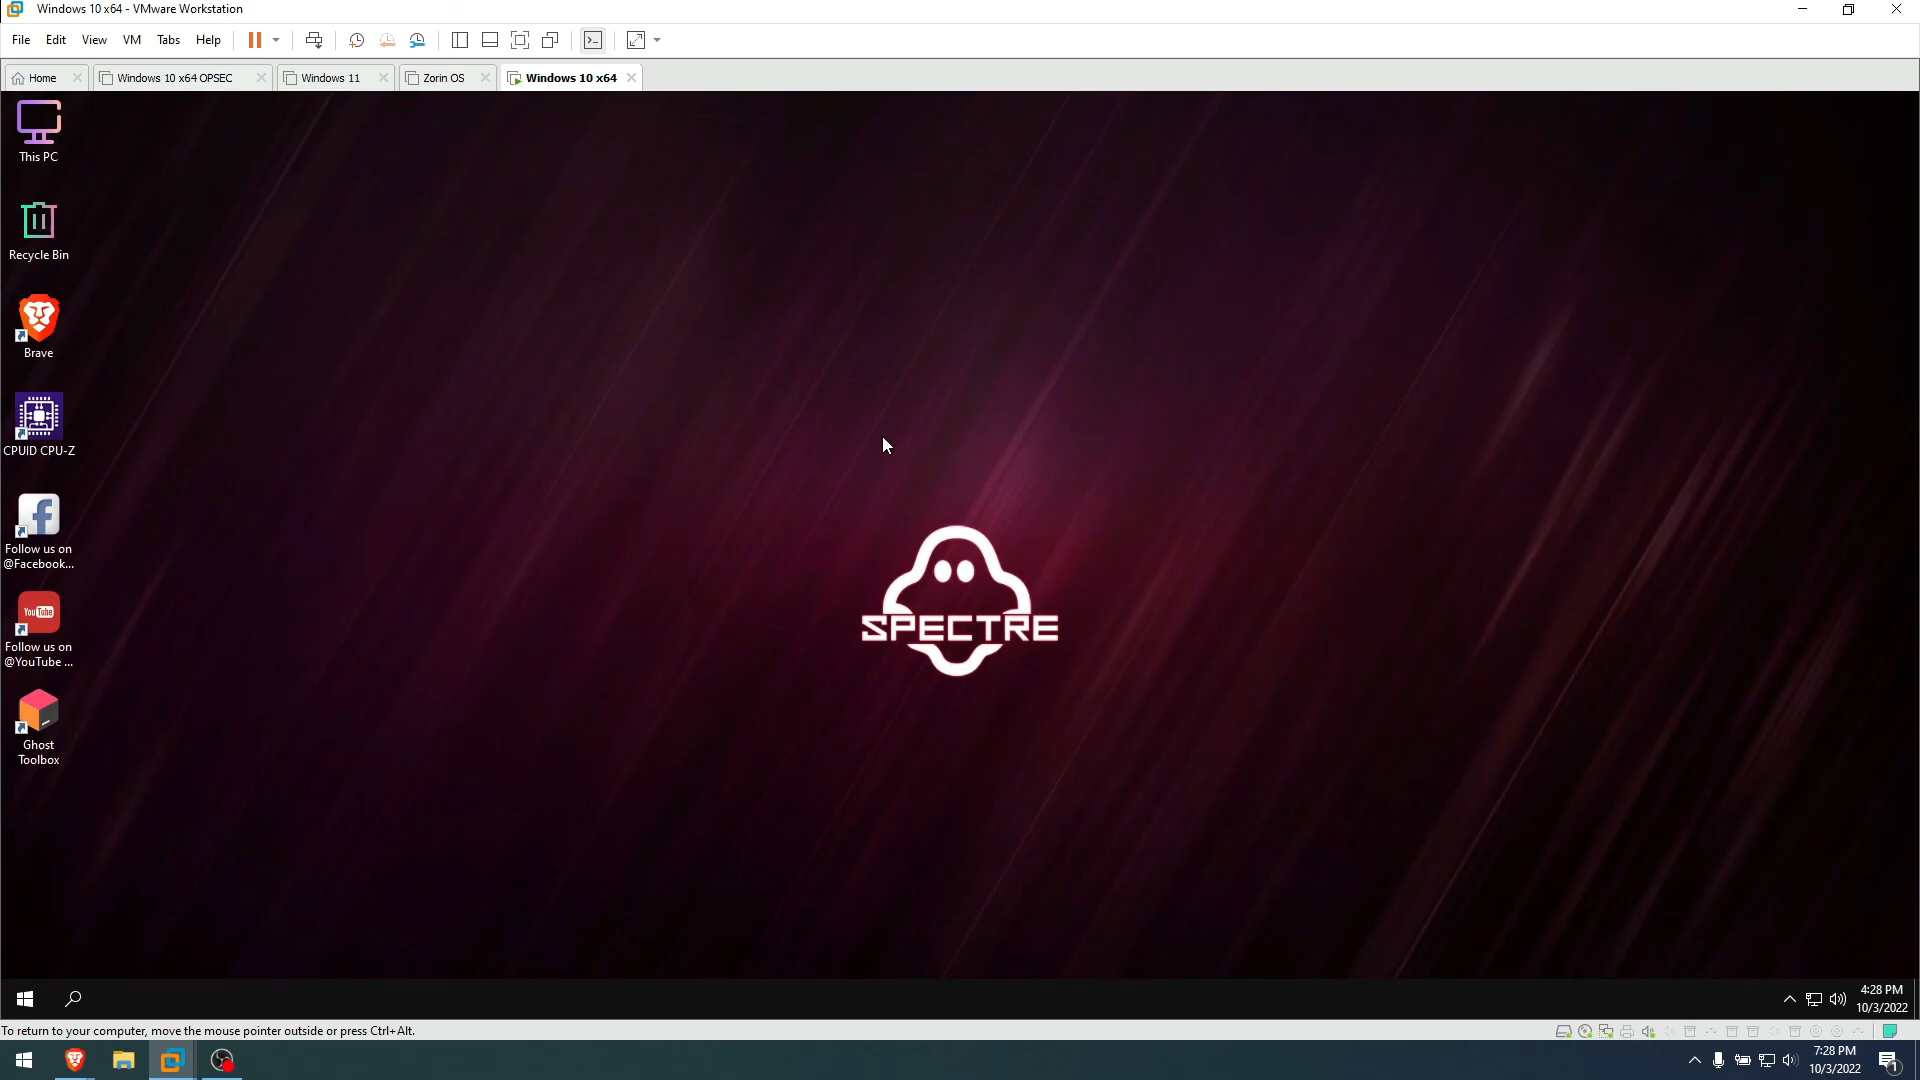 Windows 10 x64 - VMware Workstation
File Edit View VM Tabs Help
Home Windows 10 x64 OPSEC Windows 11 Zorin OS Windows 10 x64
This PC
Recycle Bin
Brave
CPUID CPU-Z
Follow us on
@Facebook...
You Tube
Follow us on
@YouTube ...
Ghost
Toolbox
SPECTRE
4:28 PM
10/3/2022
To return to your computer, move the mouse pointer outside or press Ctrl+Alt.
7:28 PM
10/3/2022
1